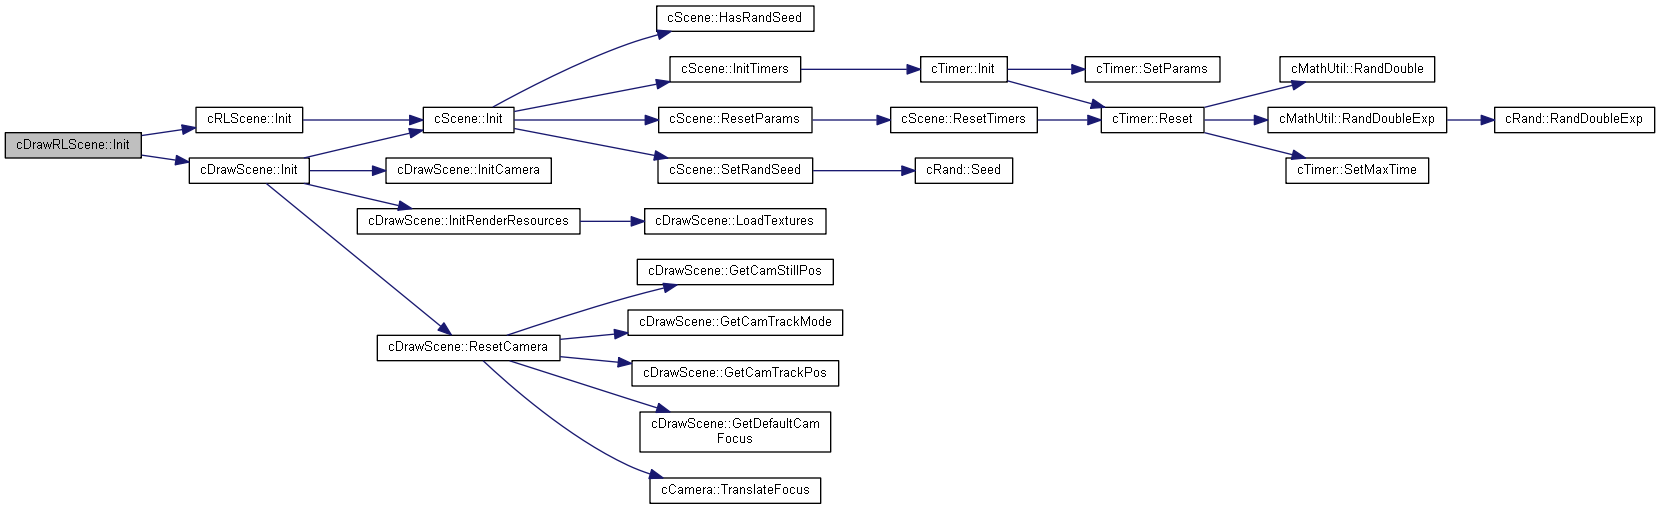 cDrawRLScene::Init
cRLScene::Init
cDrawScene::Init
cScene::Init
cDrawScene::InitCamera
cDrawScene::InitRenderResources
cDrawScene::ResetCamera
cScene::HasRandSeed
cScene::InitTimers
cScene::ResetParams
cScene::SetRandSeed
cDrawScene::LoadTextures
cDrawScene::GetCamStillPos
cDrawScene::GetCamTrackMode
cDrawScene::GetCamTrackPos
cDrawScene::GetDefaultCam
Focus
cCamera::TranslateFocus
cTimer::Init
cScene::ResetTimers
cRand::Seed
cTimer::SetParams
cTimer::Reset
cMathUtil::RandDouble
cMathUtil::RandDoubleExp
cTimer::SetMaxTime
cRand::RandDoubleExp